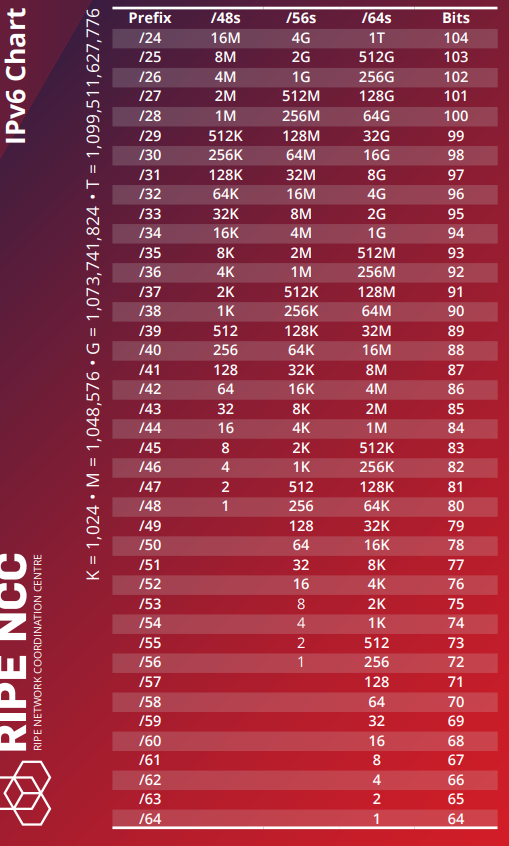 IPv6 Chart
K = 1,024 • M = 1,048,576 • G = 1,073,741,824 • T = 1,099,511,627,776
Prefix /48s /56s /64s Bits
/24 16M 4G 1T 104
/25 8M 2G 512G 103
/26 4M 1G 256G 102
/27 2M 512M 128G 101
/28 1M 256M 64G 100
/29 512K 128M 32G 99
/30 256K 64M 16G 98
/31 128K 32M 8G 97
/32 64K 16M 4G 96
/33 32K 8M 2G 95
/34 16K 4M 1G 94
/35 8K 2M 512M 93
/36 4K 1M 256M 92
/37 2K 512K 128M 91
/38 1K 256K 64M 90
/39 512 128K 32M 89
/40 256 64K 16M 88
/41 128 32K 8M 87
/42 64 16K 4M 86
/43 32 8K 2M 85
/44 16 4K 1M 84
/45 8 2K 512K 83
/46 4 1K 256K 82
/47 2 512 128K 81
/48 1 256 64K 80
/49 128 32K 79
/50 64 16K 78
/51 32 8K 77
/52 16 4K 76
/53 8 2K 75
/54 4 1K 74
/55 2 512 73
/56 1 256 72
/57 128 71
/58 64 70
/59 32 69
/60 16 68
/61 8 67
/62 4 66
/63 2 65
/64 1 64
RIPE NCC
RIPE NETWORK COORDINATION CENTRE